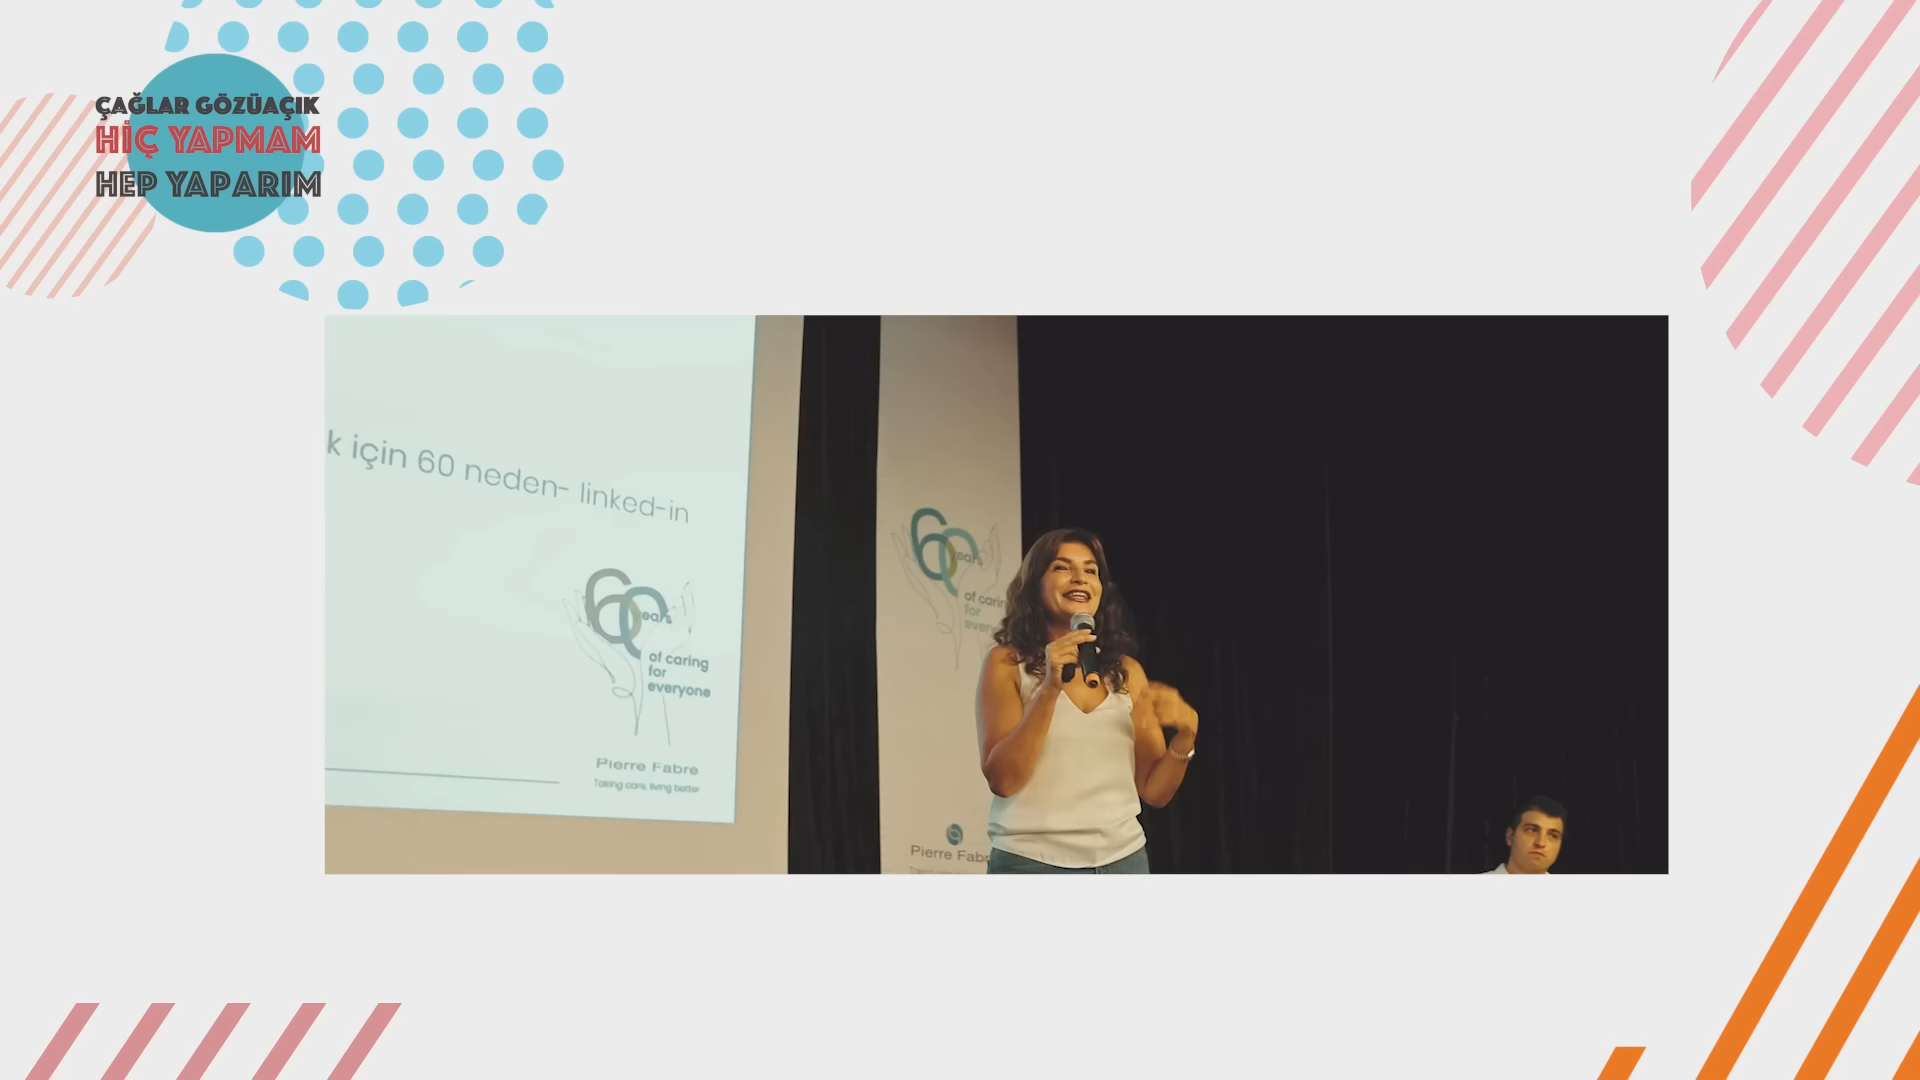 ÇAĞLAR GÖZÜAÇIK
HİÇ YAPMAM
HEP YAPARIM
k için 60 neden- linked-in
60 years
of caring
for
everyone
Pierre Fabre
Taking care, living better
60 years
of carin
for
every
Pierre Fabr